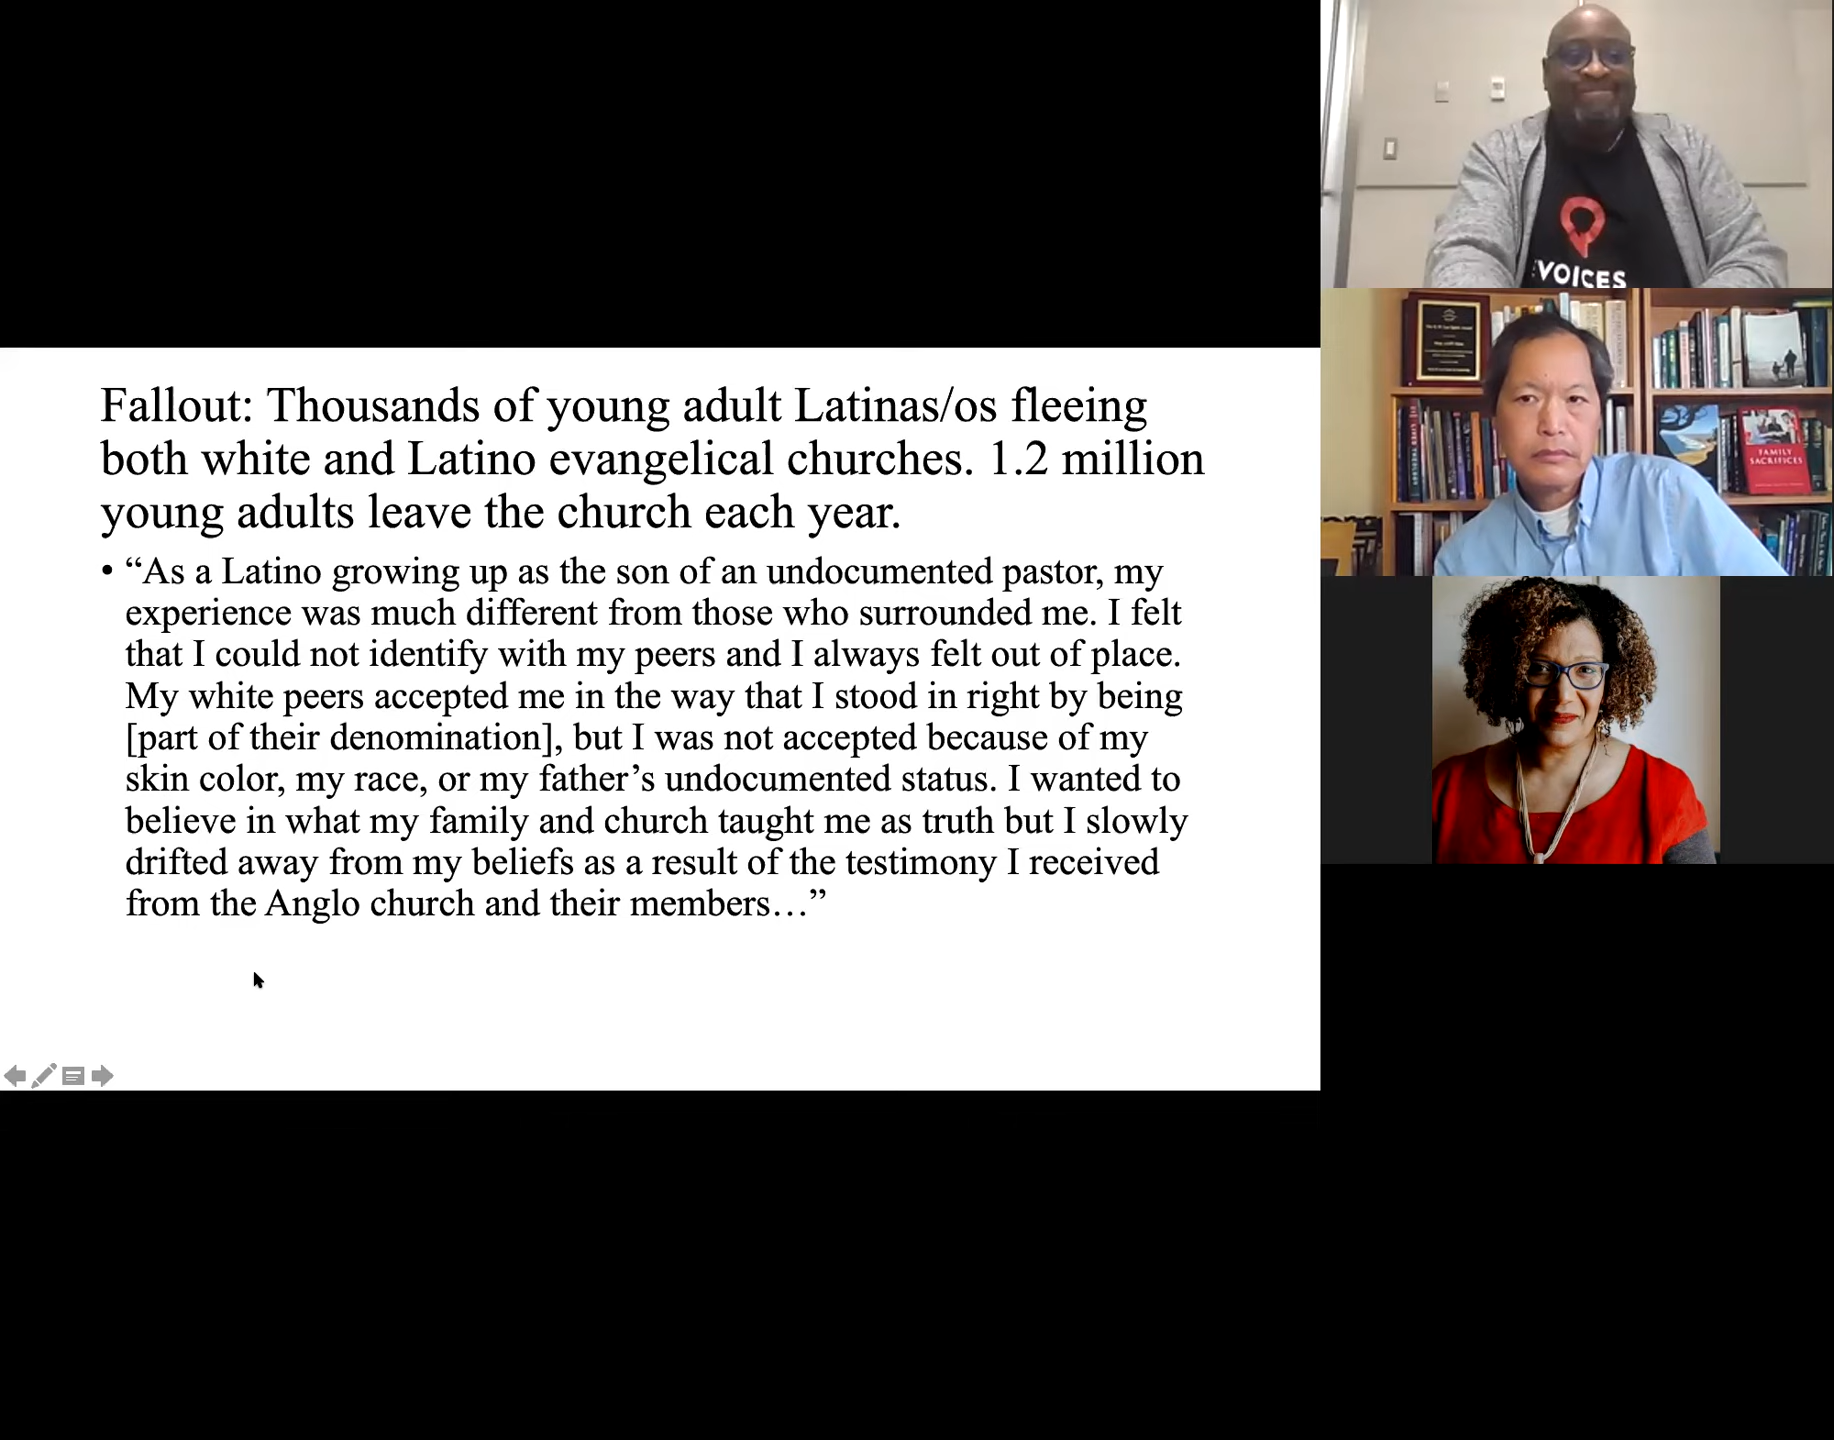 Fallout: Thousands of young adult Latinas/os fleeing
both white and Latino evangelical churches. 1.2 million
young adults leave the church each year.
• “As a Latino growing up as the son of an undocumented pastor, my
experience was much different from those who surrounded me. I felt
that I could not identify with my peers and I always felt out of place.
My white peers accepted me in the way that I stood in right by being
[part of their denomination], but I was not accepted because of my
skin color, my race, or my father’s undocumented status. I wanted to
believe in what my family and church taught me as truth but I slowly
drifted away from my beliefs as a result of the testimony I received
from the Anglo church and their members…”
VOICES
FAMILY
SACRIFICES